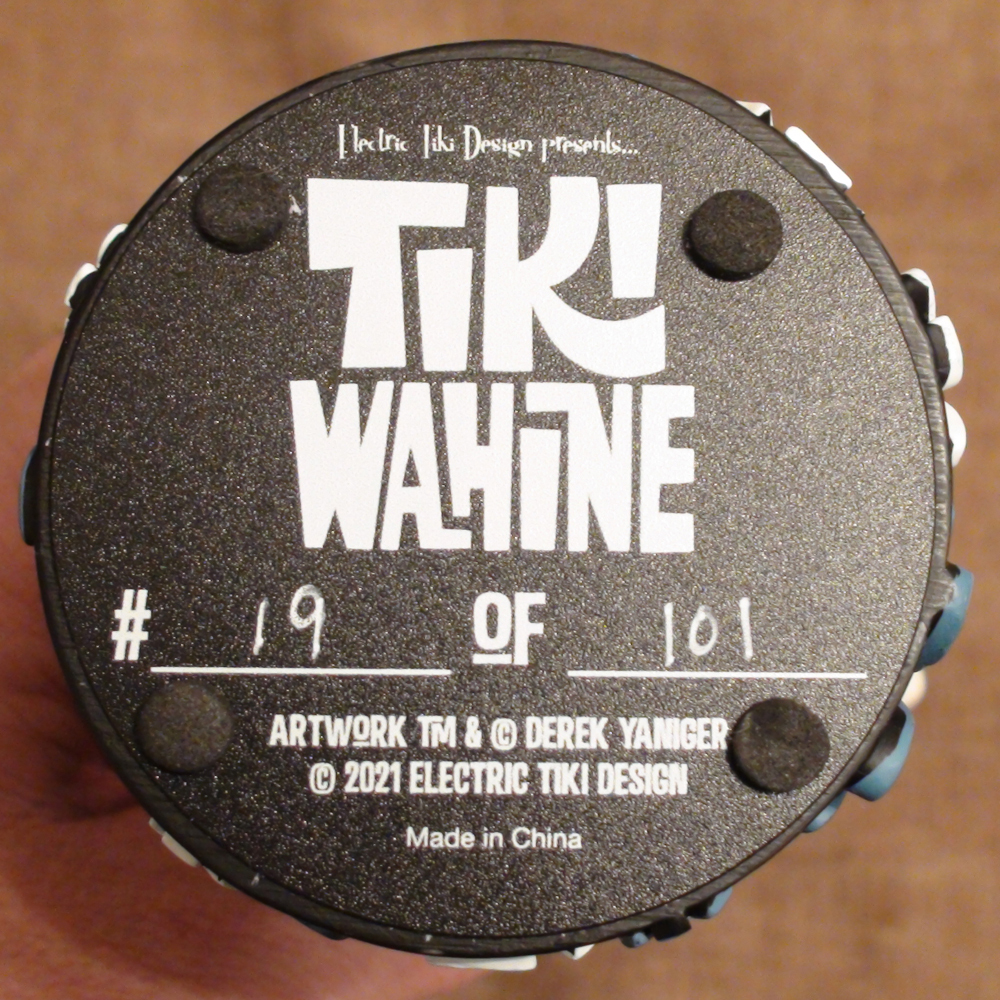 Electric Tiki Design presents...
TiKi
WAHiNE
# 19 OF 101
ARTWORK TM & © DEREK YANIGER
© 2021 ELECTRIC TIKI DESIGN
Made in China